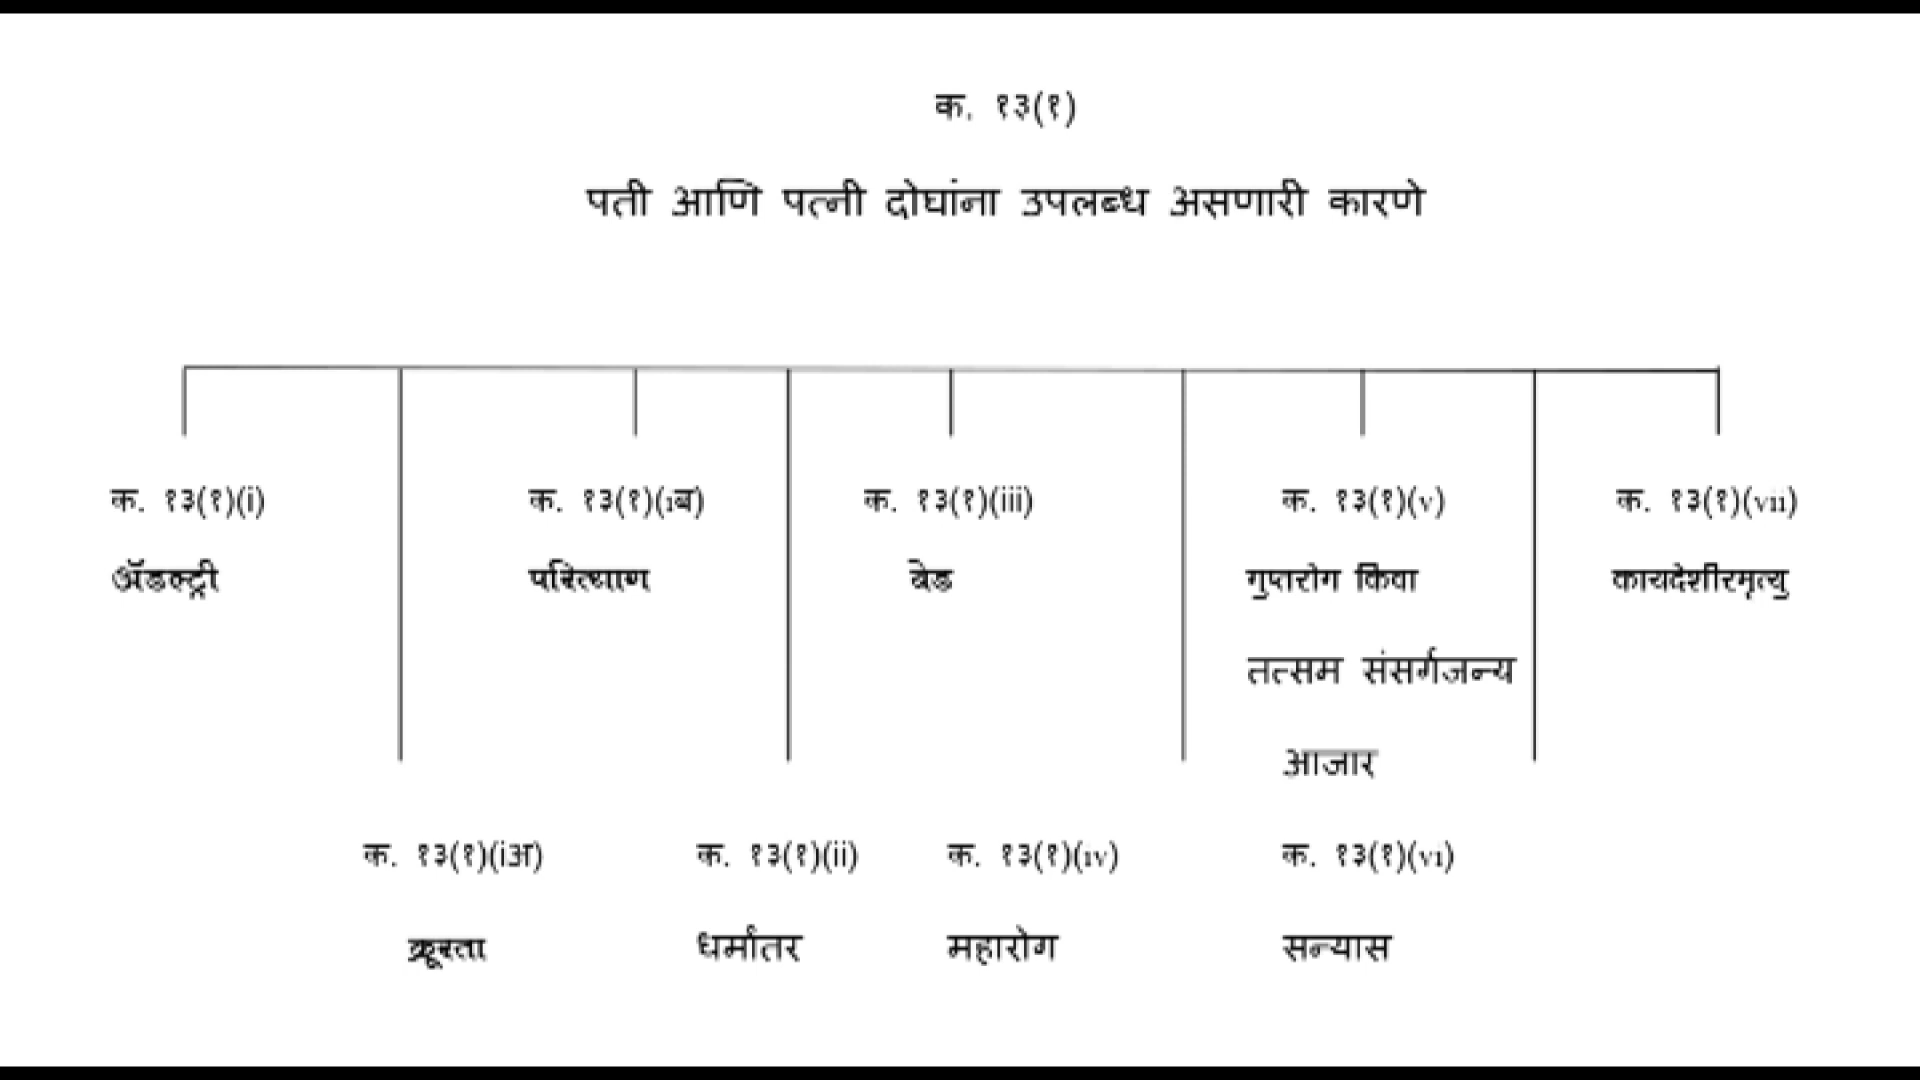 क. १३(१)
पती आणि पत्नी दोघांना उपलब्ध असणारी कारणे
क. १३(१)(i)
ॲडक्ट्री
क. १३(१)(iब)
परित्याग
क. १३(१)(iii)
वेड
क. १३(१)(v)
गुप्तरोग किंवा
तत्सम संसर्गजन्य
आजार
क. १३(१)(vii)
कायदेशीरमृत्यु
क. १३(१)(iअ)
क्रूरता
क. १३(१)(ii)
धर्मांतर
क. १३(१)(iv)
महारोग
क. १३(१)(vi)
सन्यास